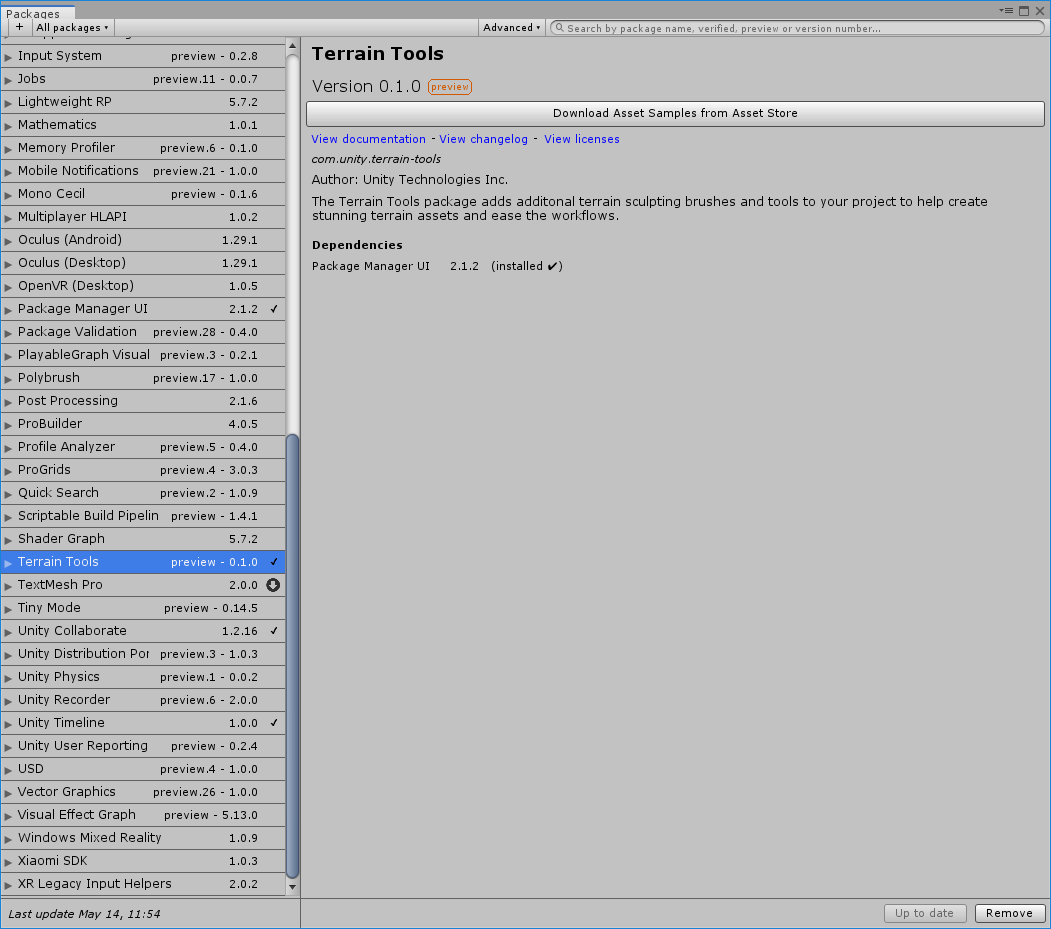 Packages
+ All packages Advanced Search by package name, verified, preview or version number...
Input System preview - 0.2.8
Jobs preview.11 - 0.0.7
Lightweight RP 5.7.2
Mathematics 1.0.1
Memory Profiler preview.6 - 0.1.0
Mobile Notifications preview.21 - 1.0.0
Mono Cecil preview - 0.1.6
Multiplayer HLAPI 1.0.2
Oculus (Android) 1.29.1
Oculus (Desktop) 1.29.1
OpenVR (Desktop) 1.0.5
Package Manager UI 2.1.2 ✓
Package Validation preview.28 - 0.4.0
PlayableGraph Visual preview.3 - 0.2.1
Polybrush preview.17 - 1.0.0
Post Processing 2.1.6
ProBuilder 4.0.5
Profile Analyzer preview.5 - 0.4.0
ProGrids preview.4 - 3.0.3
Quick Search preview.2 - 1.0.9
Scriptable Build Pipelin preview - 1.4.1
Shader Graph 5.7.2
Terrain Tools preview - 0.1.0 ✓
TextMesh Pro 2.0.0
Tiny Mode preview - 0.14.5
Unity Collaborate 1.2.16 ✓
Unity Distribution Por preview.3 - 1.0.3
Unity Physics preview.1 - 0.0.2
Unity Recorder preview.6 - 2.0.0
Unity Timeline 1.0.0 ✓
Unity User Reporting preview - 0.2.4
USD preview.4 - 1.0.0
Vector Graphics preview.26 - 1.0.0
Visual Effect Graph preview - 5.13.0
Windows Mixed Reality 1.0.9
Xiaomi SDK 1.0.3
XR Legacy Input Helpers 2.0.2
Last update May 14, 11:54
Terrain Tools
Version 0.1.0 preview
Download Asset Samples from Asset Store
View documentation - View changelog - View licenses
com.unity.terrain-tools
Author: Unity Technologies Inc.
The Terrain Tools package adds additonal terrain sculpting brushes and tools to your project to help create
stunning terrain assets and ease the workflows.
Dependencies
Package Manager UI 2.1.2 (installed ✓)
Up to date Remove